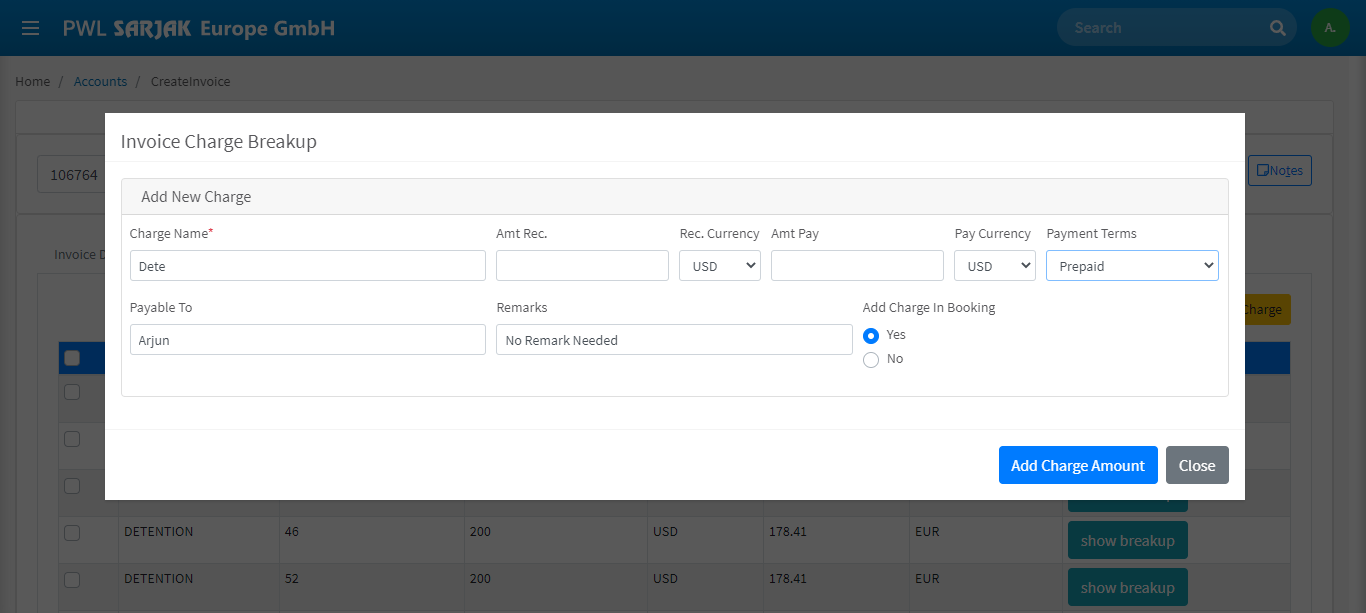 PWL SARJAK Europe GmbH
Search
A.
Home / Accounts / CreateInvoice
Invoice Charge Breakup
106764
Notes
Add New Charge
Charge Name* Amt Rec. Rec. Currency Amt Pay Pay Currency Payment Terms
Dete USD USD Prepaid
Invoice D
Payable To Remarks Add Charge In Booking
Arjun No Remark Needed Yes
No
Charge
Add Charge Amount Close
DETENTION 46 200 USD 178.41 EUR show breakup
DETENTION 52 200 USD 178.41 EUR show breakup